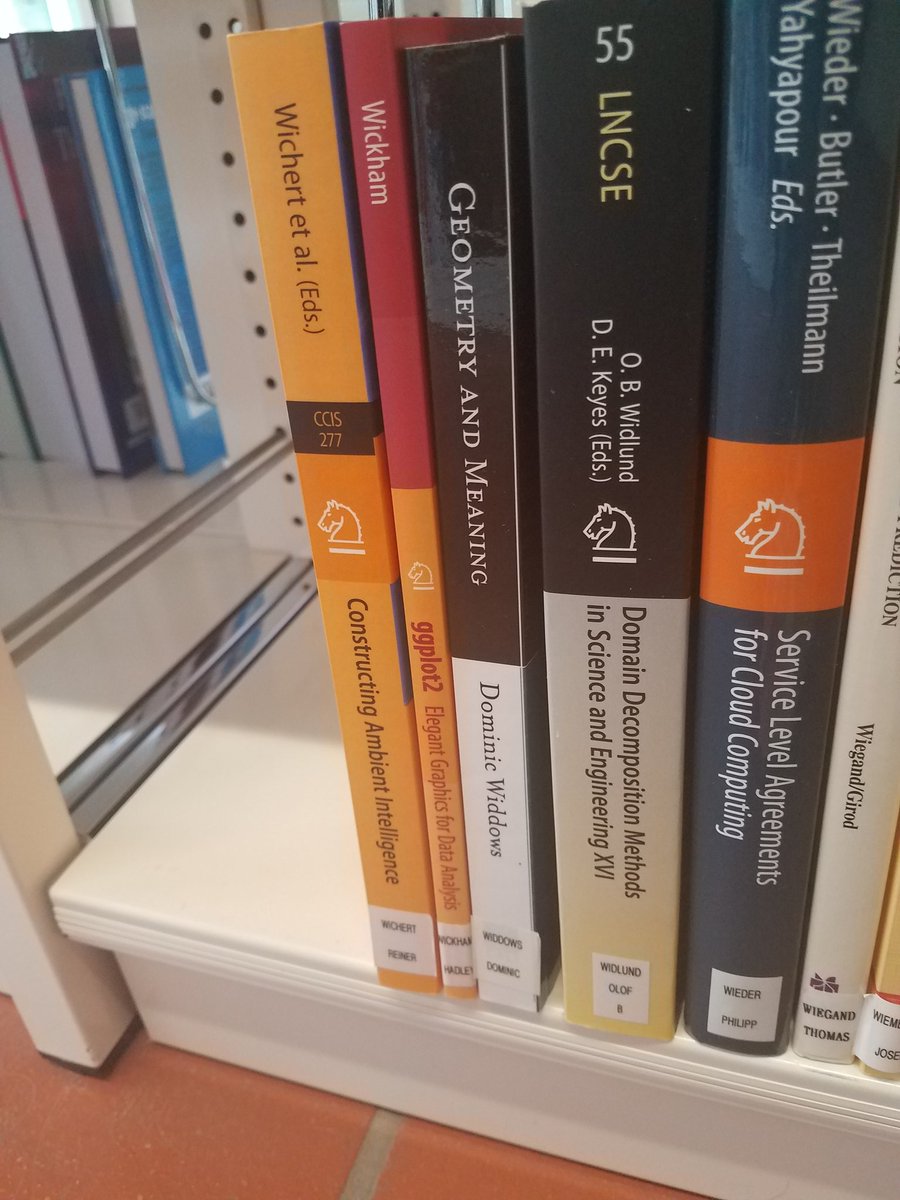 Wichert et al. (Eds.)
CCIS
277
Constructing Ambient Intelligence
WICHERT
REINER
Wickham
ggplot2 Elegant Graphics for Data Analysis
WICKHAM
HADLEY
GEOMETRY AND MEANING
Dominic Widdows
WIDDOWS
DOMINIC
55 LNCSE
O. B. Widlund
D. E. Keyes (Eds.)
Domain Decomposition Methods
in Science and Engineering XVI
WIDLUND
OLOF
B
Wieder · Butler · Theilmann
Yahyapour Eds.
Service Level Agreements
for Cloud Computing
WIEDER
PHILIPP
Wiegand/Girod
WIEGAND
THOMAS